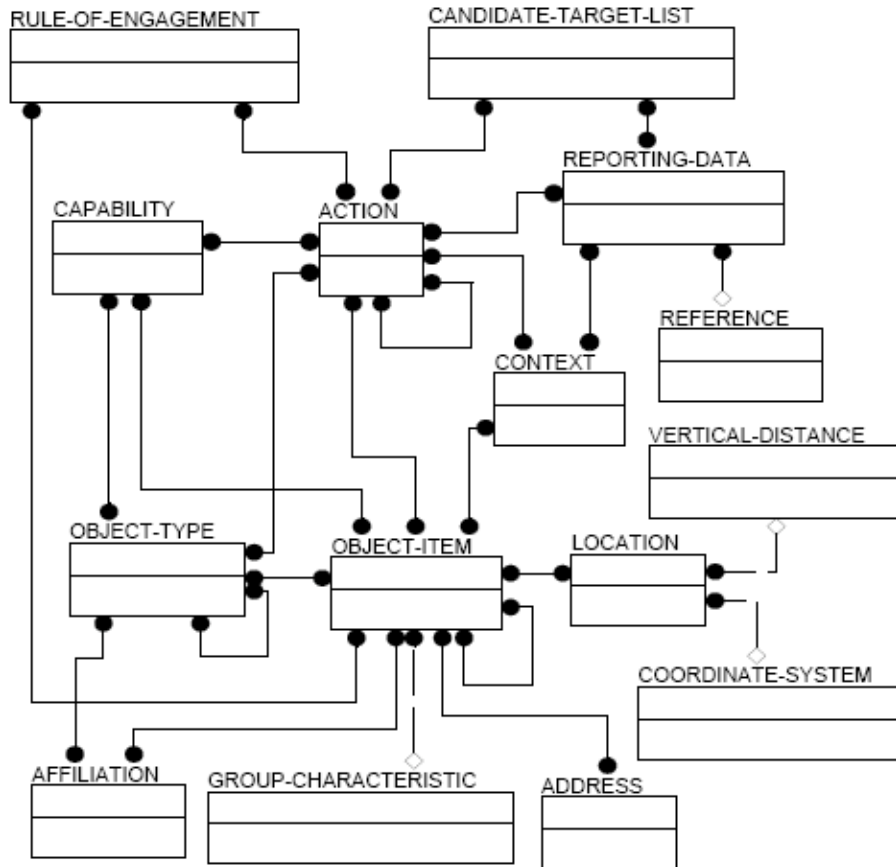 RULE-OF-ENGAGEMENT
CANDIDATE-TARGET-LIST
REPORTING-DATA
CAPABILITY
ACTION
REFERENCE
CONTEXT
VERTICAL-DISTANCE
OBJECT-TYPE
OBJECT-ITEM
LOCATION
COORDINATE-SYSTEM
AFFILIATION
GROUP-CHARACTERISTIC
ADDRESS